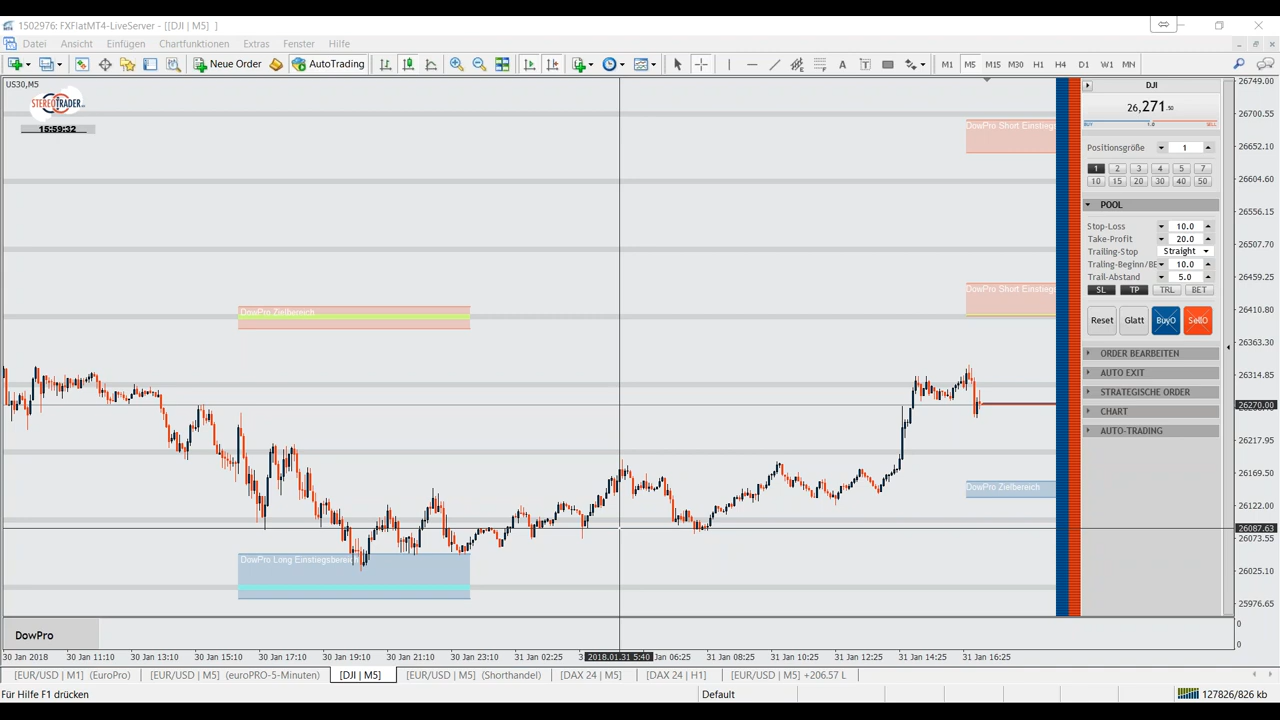 1502976: FXFlatMT4-LiveServer - [[DJI | M5] ]
Datei Ansicht Einfügen Chartfunktionen Extras Fenster Hilfe
Neue Order AutoTrading A T M1 M5 M15 M30 H1 H4 D1 W1 MN
US30,M5
STEREOTRADER
15:59:32
DowPro Short Einstieg
DowPro Short Einstieg
DowPro Zielbereich
DowPro Zielbereich
DowPro Long Einstiegsberei
DJI
26,271.50
BUY 1.0 SELL
Positionsgröße 1
1 2 3 4 5 7
10 15 20 30 40 50
POOL
Stop-Loss 10.0
Take-Profit 20.0
Trailing-Stop Straight
Traling-Beginn/BE 10.0
Trail-Abstand 5.0
SL TP TRL BET
Reset Glatt BuyO SellO
ORDER BEARBEITEN
AUTO EXIT
STRATEGISCHE ORDER
CHART
AUTO-TRADING
26749.00
26700.55
26652.10
26604.60
26556.15
26507.70
26459.25
26410.80
26363.30
26314.85
26270.00
26217.95
26169.50
26122.00
26087.63
26073.55
26025.10
25976.65
0
0
DowPro
30 Jan 2018 30 Jan 11:10 30 Jan 13:10 30 Jan 15:10 30 Jan 17:10 30 Jan 19:10 30 Jan 21:10 30 Jan 23:10 31 Jan 02:25 3 2018.01.31 5:40 Jan 06:25 31 Jan 08:25 31 Jan 10:25 31 Jan 12:25 31 Jan 14:25 31 Jan 16:25
[EUR/USD | M1] (EuroPro) [EUR/USD | M5] (euroPRO-5-Minuten) [DJI | M5] [EUR/USD | M5] (Shorthandel) [DAX 24 | M5] [DAX 24 | H1] [EUR/USD | M5] +206.57 L
Für Hilfe F1 drücken Default 127826/826 kb